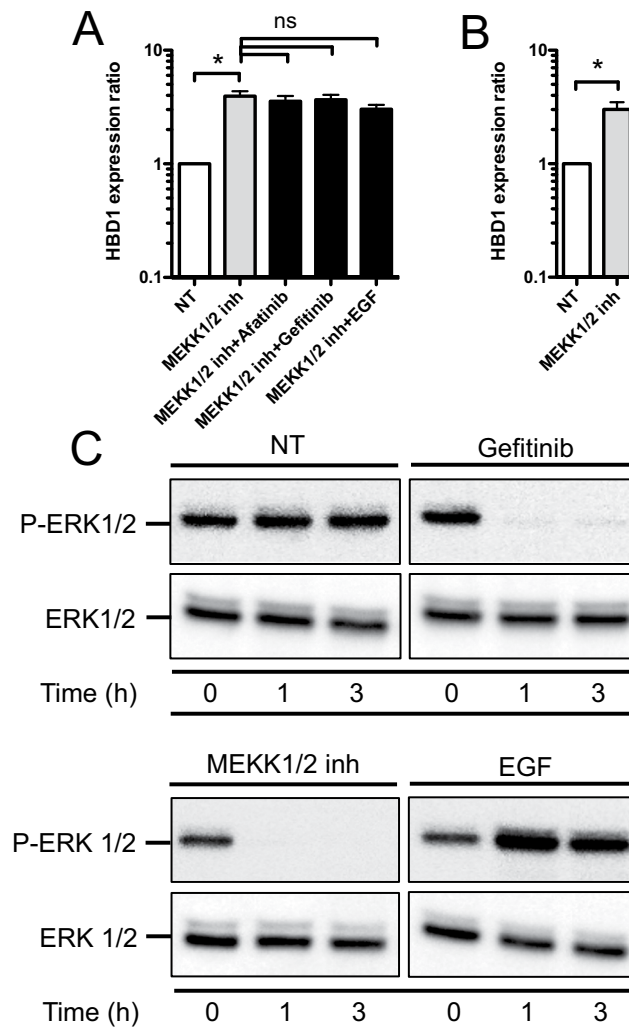 A
ns
*
HBD1 expression ratio
10
1
0.1
NT
MEKK1/2 inh
MEKK1/2 inh+Afatinib
MEKK1/2 inh+Gefitinib
MEKK1/2 inh+EGF
B
*
HBD1 expression ratio
10
1
0.1
NT
MEKK1/2 inh
C
NT Gefitinib
P-ERK1/2
ERK1/2
Time (h) 0 1 3 0 1 3
MEKK1/2 inh EGF
P-ERK 1/2
ERK 1/2
Time (h) 0 1 3 0 1 3